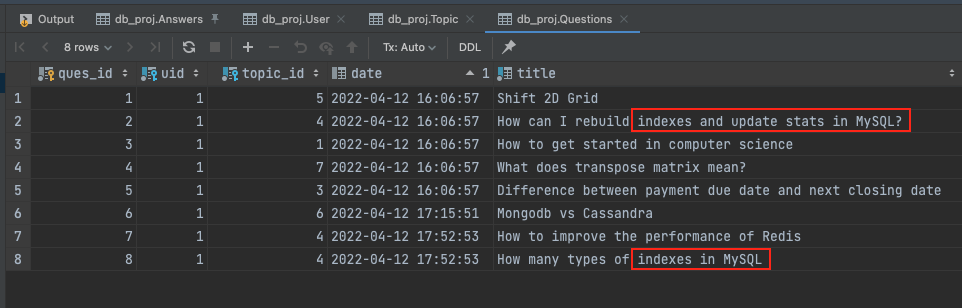 Output db_proj.Answers db_proj.User db_proj.Topic db_proj.Questions
8 rows Tx: Auto DDL
ques_id uid topic_id date 1 title
1 1 1 5 2022-04-12 16:06:57 Shift 2D Grid
2 2 1 4 2022-04-12 16:06:57 How can I rebuild indexes and update stats in MySQL?
3 3 1 1 2022-04-12 16:06:57 How to get started in computer science
4 4 1 7 2022-04-12 16:06:57 What does transpose matrix mean?
5 5 1 3 2022-04-12 16:06:57 Difference between payment due date and next closing date
6 6 1 6 2022-04-12 17:15:51 Mongodb vs Cassandra
7 7 1 4 2022-04-12 17:52:53 How to improve the performance of Redis
8 8 1 4 2022-04-12 17:52:53 How many types of indexes in MySQL